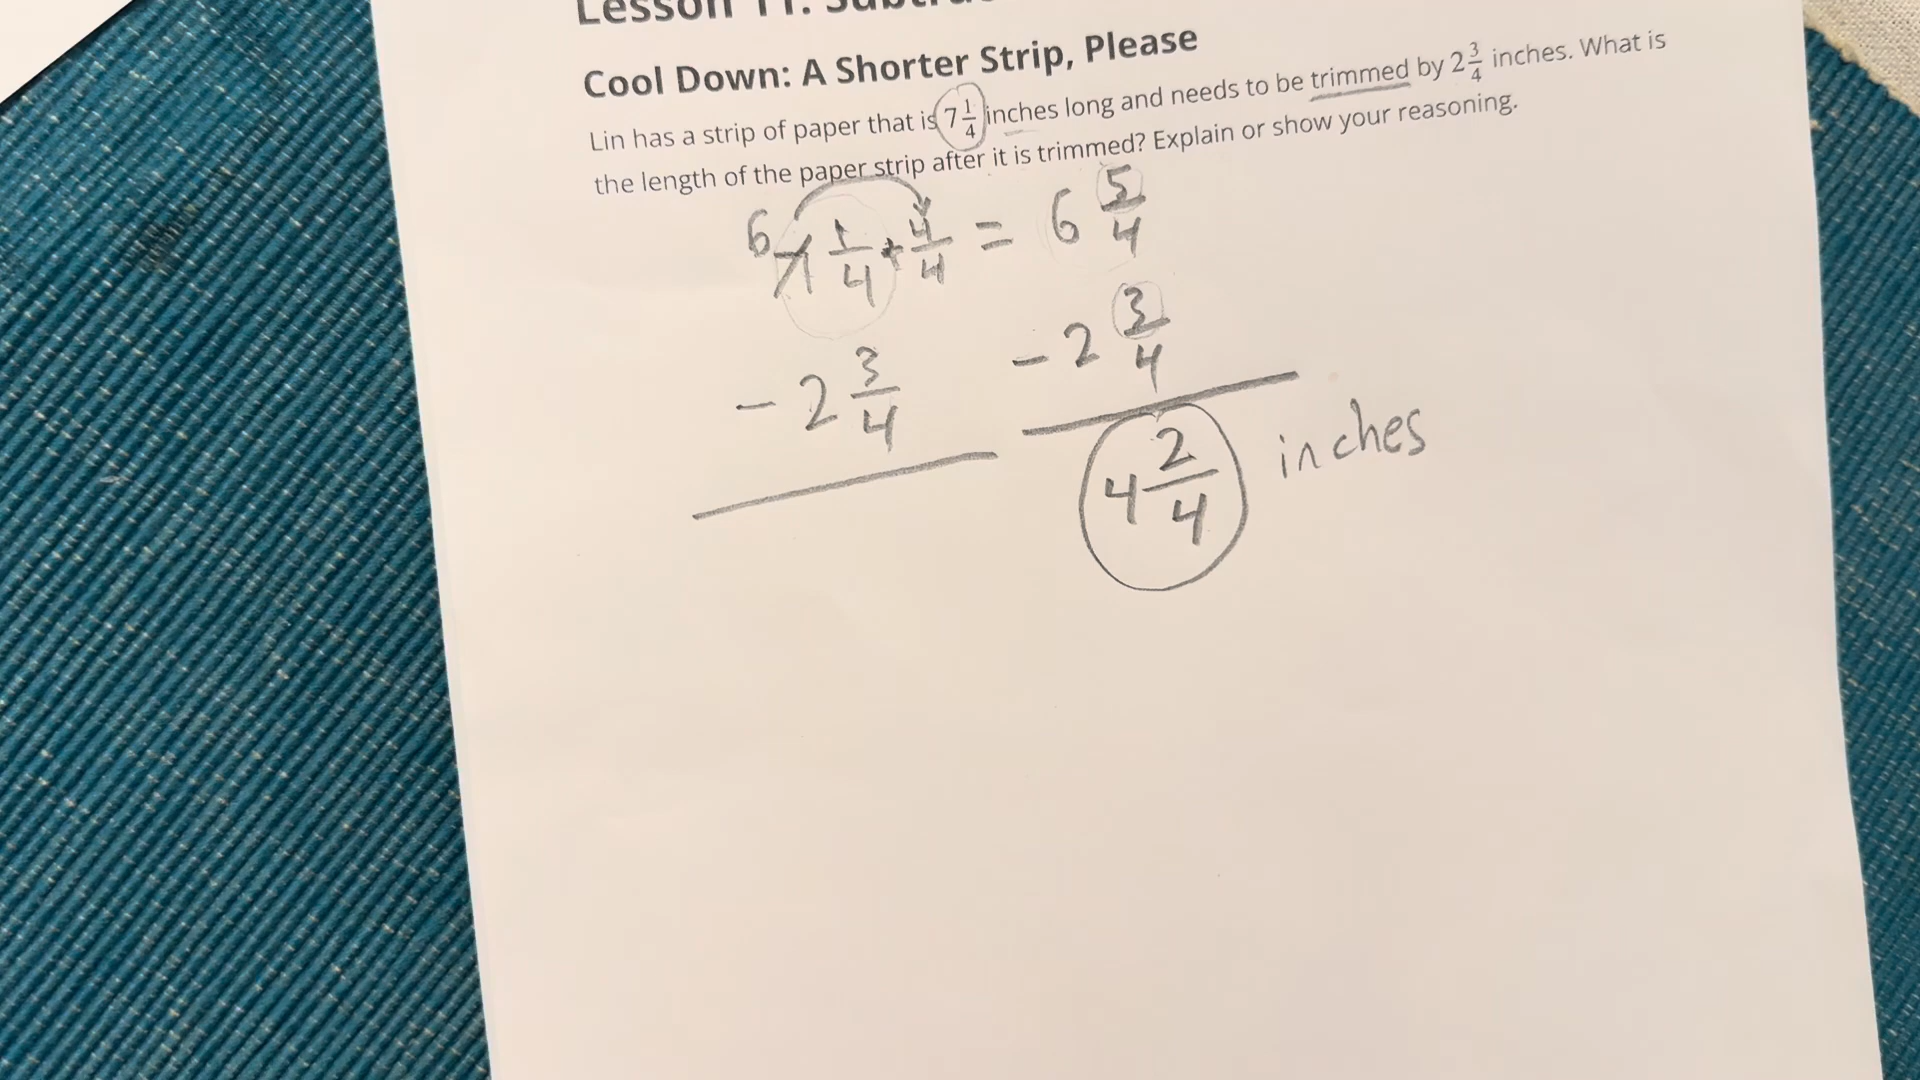 Lesson 11: Subtrac
Cool Down: A Shorter Strip, Please
Lin has a strip of paper that is 7 1/4 inches long and needs to be trimmed by 2 3/4 inches. What is
the length of the paper strip after it is trimmed? Explain or show your reasoning.
6 7 1/4 + 4/4 = 6 5/4
- 2 3/4
- 2 3/4
4 2/4 inches